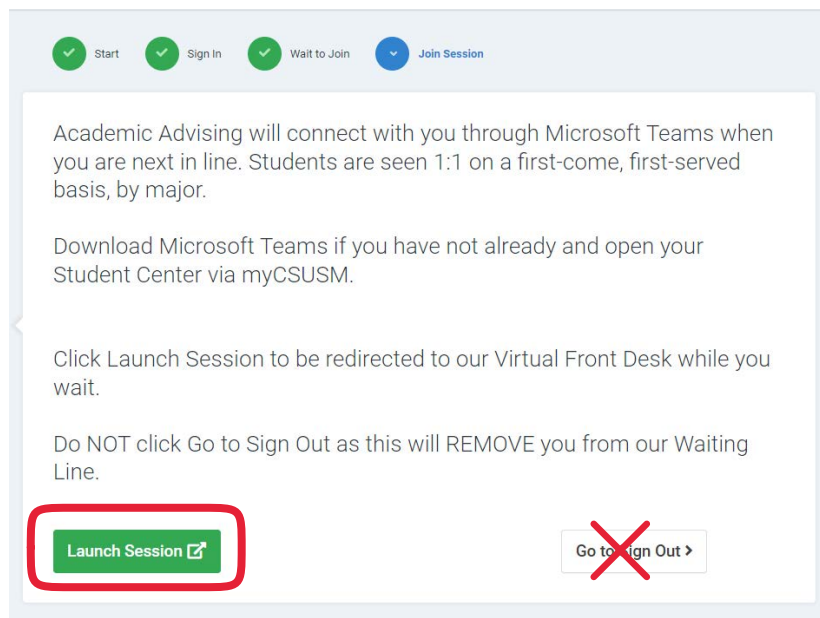 Start Sign In Wait to Join Join Session
Academic Advising will connect with you through Microsoft Teams when
you are next in line. Students are seen 1:1 on a first-come, first-served
basis, by major.
Download Microsoft Teams if you have not already and open your
Student Center via myCSUSM.
Click Launch Session to be redirected to our Virtual Front Desk while you
wait.
Do NOT click Go to Sign Out as this will REMOVE you from our Waiting
Line.
Launch Session Go to Sign Out